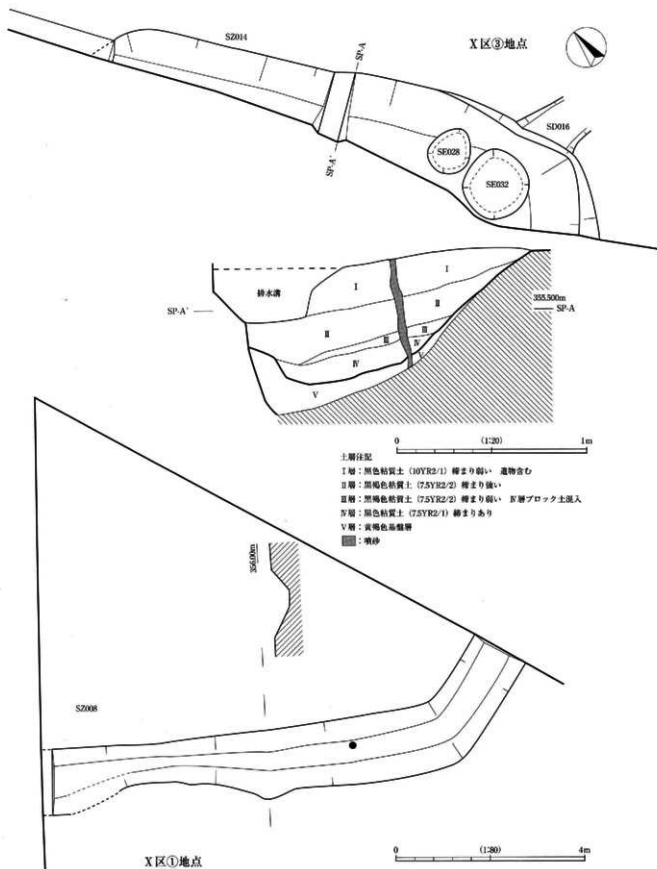 SZ014
SP-A
X区③地点
SD016
SP-A'
SE028
SE032
排水溝
I
I
355.500m
SP-A'
SP-A
II
II
III
III
IV
IV
V
V
0 (1:20) 1m
土層注記
I層:黒色粘質土 (10YR2/1) 締まり弱い 遺物含む
II層:黒褐色粘質土 (7.5YR2/2) 締まり強い
III層:黒褐色粘質土 (7.5YR2/2) 締まり弱い IV層ブロック土混入
IV層:黒色粘質土 (7.5YR2/1) 締まりあり
V層:黄褐色基盤層
:噴砂
356.00m
SZ008
0 (1:80) 4m
X区①地点